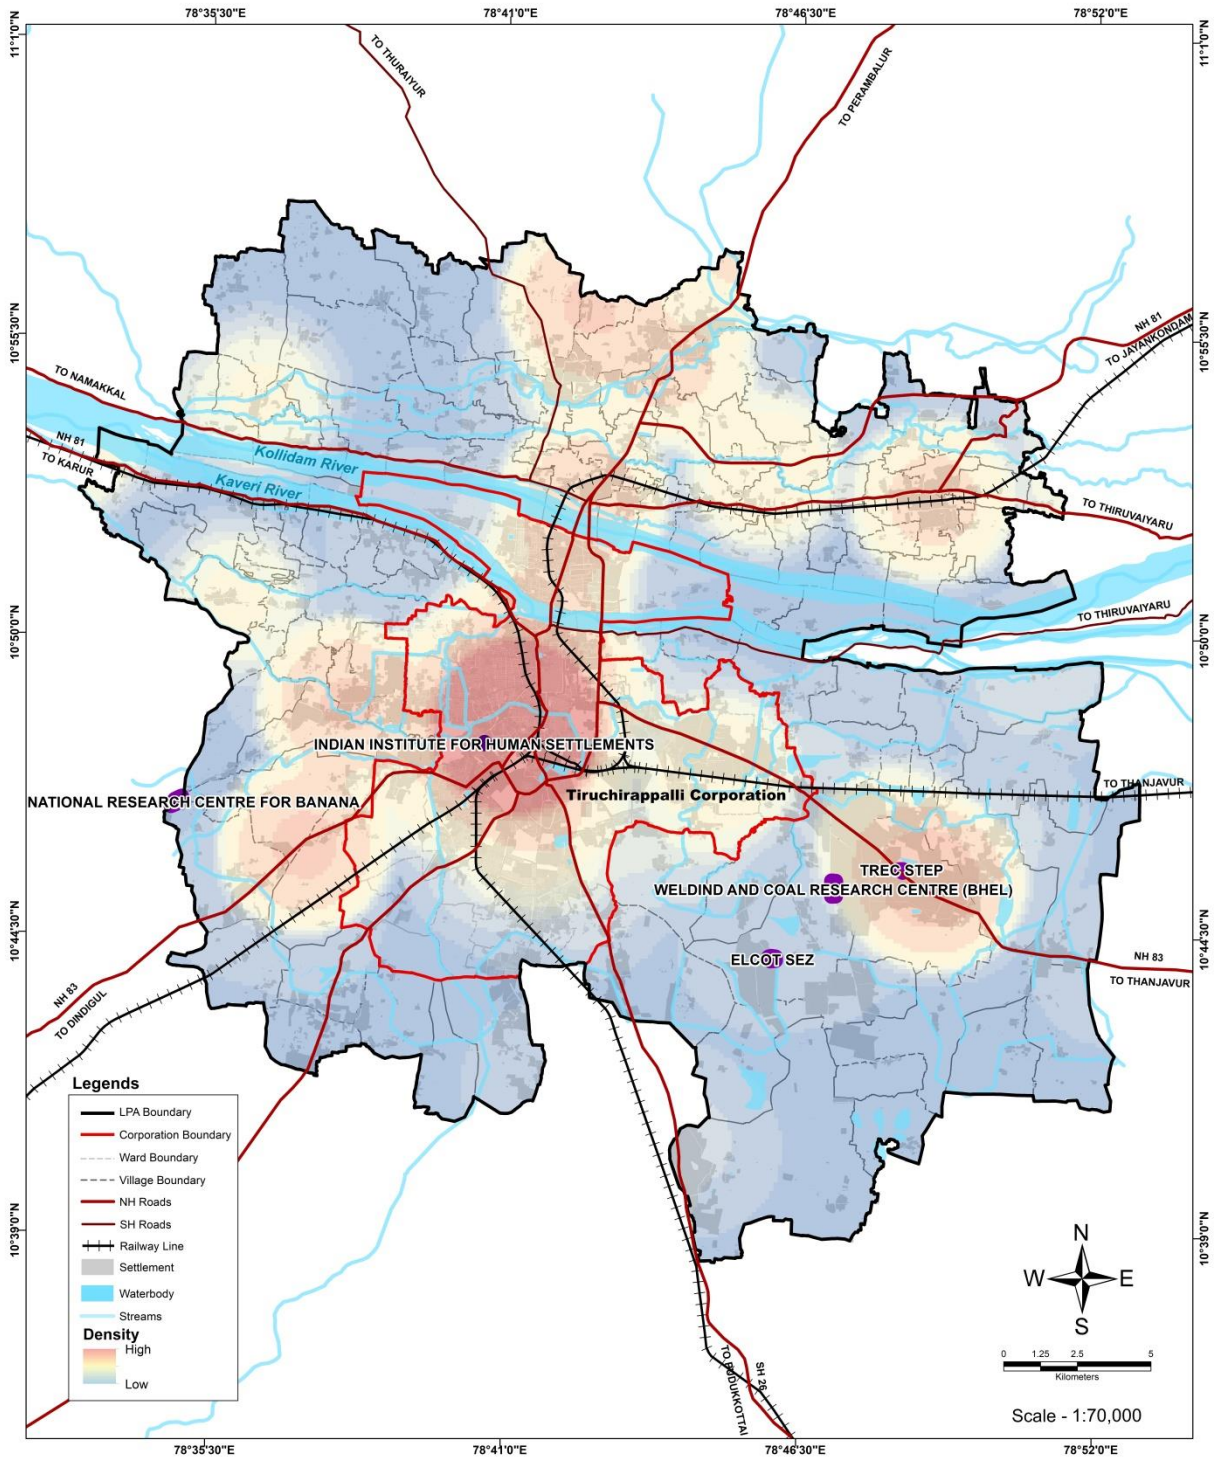 78°35'30"E
78°41'0"E
78°46'30"E
78°52'0"E
11°1'0"N
11°1'0"N
TO THURAIYUR
TO PERAMBALUR
10°55'30"N
10°55'30"N
NH 81
TO JAYANKONDAM
TO NAMAKKAL
NH 81
TO KARUR
Kollidam River
Kaveri River
TO THIRUVAIYARU
TO THIRUVAIYARU
10°50'0"N
10°50'0"N
INDIAN INSTITUTE FOR HUMAN SETTLEMENTS
NATIONAL RESEARCH CENTRE FOR BANANA
Tiruchirappalli Corporation
TO THANJAVUR
TREC STEP
WELDIND AND COAL RESEARCH CENTRE (BHEL)
10°44'30"N
10°44'30"N
ELCOT SEZ
NH 83
TO THANJAVUR
NH 83
TO DINDIGUL
Legends
LPA Boundary
Corporation Boundary
Ward Boundary
Village Boundary
NH Roads
SH Roads
Railway Line
Settlement
Waterbody
Streams
Density
High
Low
10°39'0"N
10°39'0"N
N
W
E
S
0
1.25
2.5
5
Kilometers
Scale - 1:70,000
TO PUDUKKOTTAI
SH 26
78°35'30"E
78°41'0"E
78°46'30"E
78°52'0"E